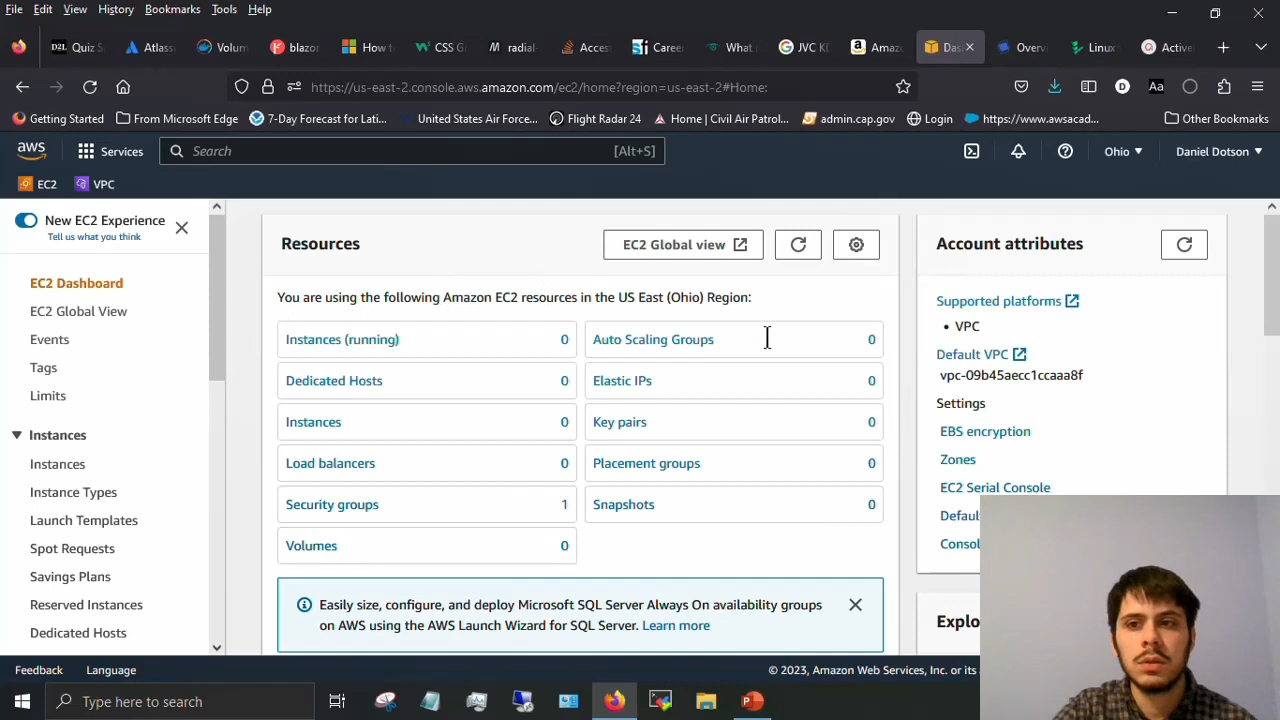 File Edit View History Bookmarks Tools Help
D2L Quiz S Atlass Volum blazor How to CSS G radial- Acces Career What Google JVC KD Amaz Das Overvi Linux Active
https://us-east-2.console.aws.amazon.com/ec2/home?region=us-east-2#Home:
Getting Started From Microsoft Edge 7-Day Forecast for Lati... United States Air Force... Flight Radar 24 Home | Civil Air Patrol... admin.cap.gov Login https://www.awsacad... Other Bookmarks
aws Services Search [Alt+S] Ohio Daniel Dotson
EC2 VPC
New EC2 Experience
Tell us what you think
EC2 Dashboard
EC2 Global View
Events
Tags
Limits
Instances
Instances
Instance Types
Launch Templates
Spot Requests
Savings Plans
Reserved Instances
Dedicated Hosts
Resources EC2 Global view
You are using the following Amazon EC2 resources in the US East (Ohio) Region:
Instances (running) 0 Auto Scaling Groups 0
Dedicated Hosts 0 Elastic IPs 0
Instances 0 Key pairs 0
Load balancers 0 Placement groups 0
Security groups 1 Snapshots 0
Volumes 0
Easily size, configure, and deploy Microsoft SQL Server Always On availability groups
on AWS using the AWS Launch Wizard for SQL Server. Learn more
Account attributes
Supported platforms
• VPC
Default VPC
vpc-09b45aecc1ccaaa8f
Settings
EBS encryption
Zones
EC2 Serial Console
Defau
Conso
Explo
Feedback Language © 2023, Amazon Web Services, Inc. or its
Type here to search